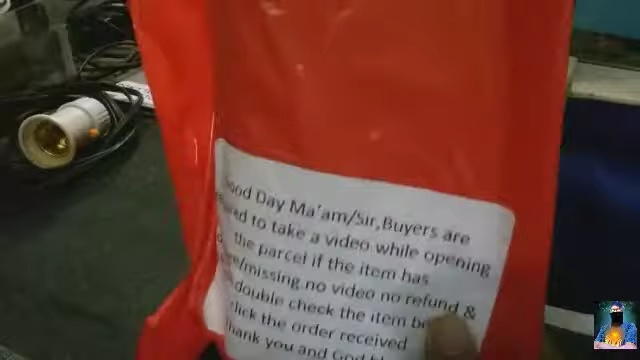 Good Day Ma'am/Sir,Buyers are
to take a video while opening
the parcel if the item has
/missing no video no refund &
double check the item
click the order received
Thank you and God